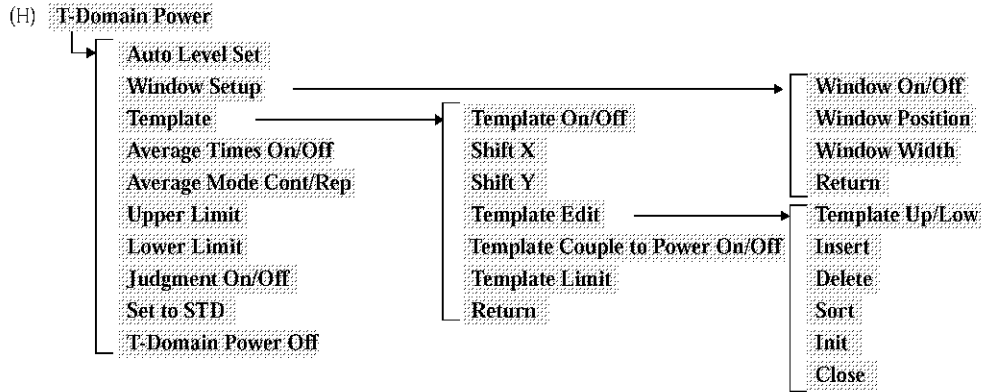 (H) T-Domain Power
Auto Level Set
Window Setup
Template
Average Times On/Off
Average Mode Cont/Rep
Upper Limit
Lower Limit
Judgment On/Off
Set to STD
T-Domain Power Off
Template On/Off
Shift X
Shift Y
Template Edit
Template Couple to Power On/Off
Template Limit
Return
Window On/Off
Window Position
Window Width
Return
Template Up/Low
Insert
Delete
Sort
Init
Close